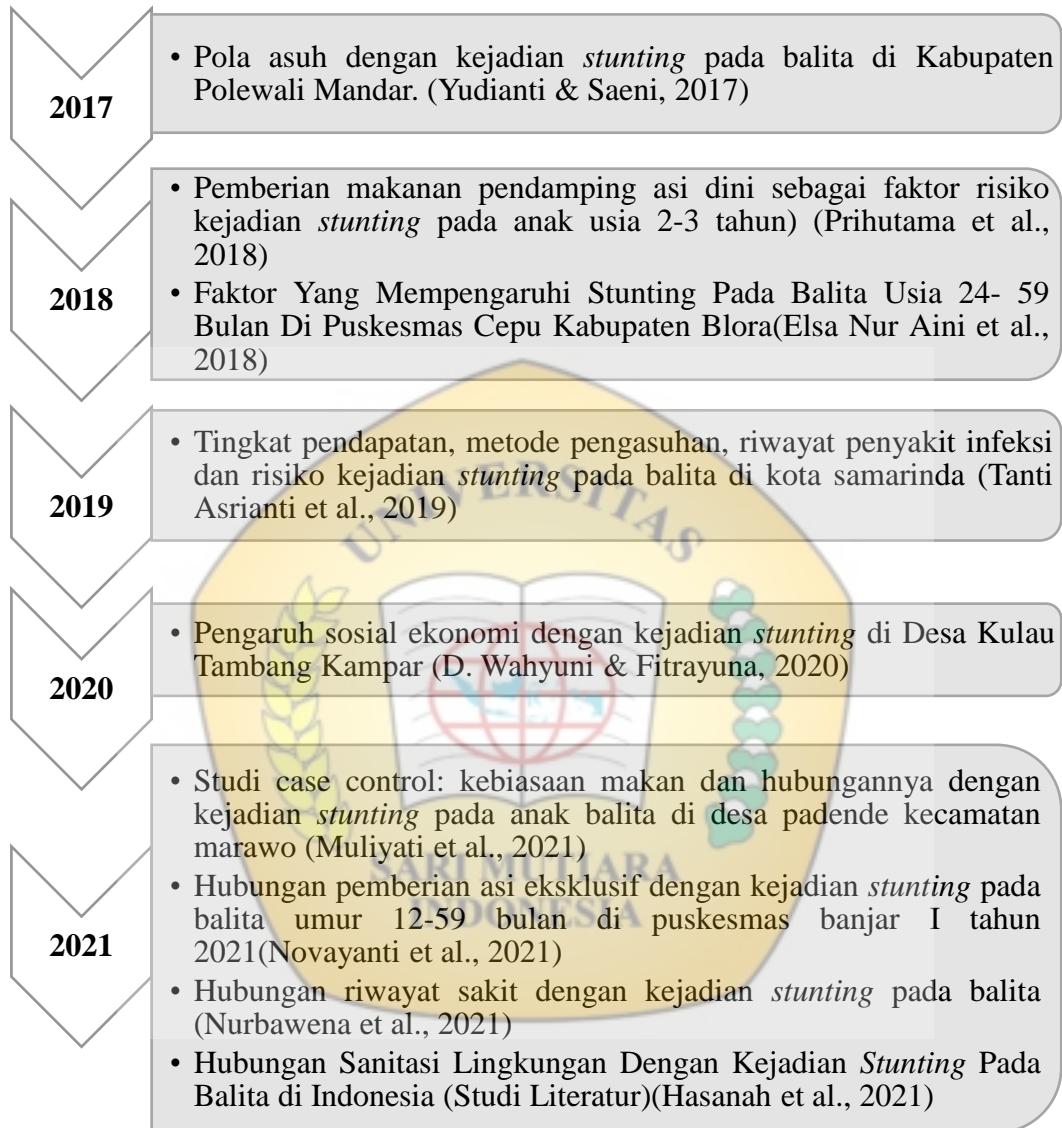 2017
• Pola asuh dengan kejadian stunting pada balita di Kabupaten
Polewali Mandar. (Yudianti & Saeni, 2017)
2018
• Pemberian makanan pendamping asi dini sebagai faktor risiko
kejadian stunting pada anak usia 2-3 tahun) (Prihutama et al.,
2018)
• Faktor Yang Mempengaruhi Stunting Pada Balita Usia 24- 59
Bulan Di Puskesmas Cepu Kabupaten Blora(Elsa Nur Aini et al.,
2018)
2019
• Tingkat pendapatan, metode pengasuhan, riwayat penyakit infeksi
dan risiko kejadian stunting pada balita di kota samarinda (Tanti
Asrianti et al., 2019)
UNIVERSITAS
2020
• Pengaruh sosial ekonomi dengan kejadian stunting di Desa Kulau
Tambang Kampar (D. Wahyuni & Fitrayuna, 2020)
2021
• Studi case control: kebiasaan makan dan hubungannya dengan
kejadian stunting pada anak balita di desa padende kecamatan
marawo (Muliyati et al., 2021)
SARI MUTIARA
• Hubungan pemberian asi eksklusif dengan kejadian stunting pada
balita umur 12-59 bulan di puskesmas banjar I tahun
INDONESIA
2021(Novayanti et al., 2021)
• Hubungan riwayat sakit dengan kejadian stunting pada balita
(Nurbawena et al., 2021)
• Hubungan Sanitasi Lingkungan Dengan Kejadian Stunting Pada
Balita di Indonesia (Studi Literatur)(Hasanah et al., 2021)